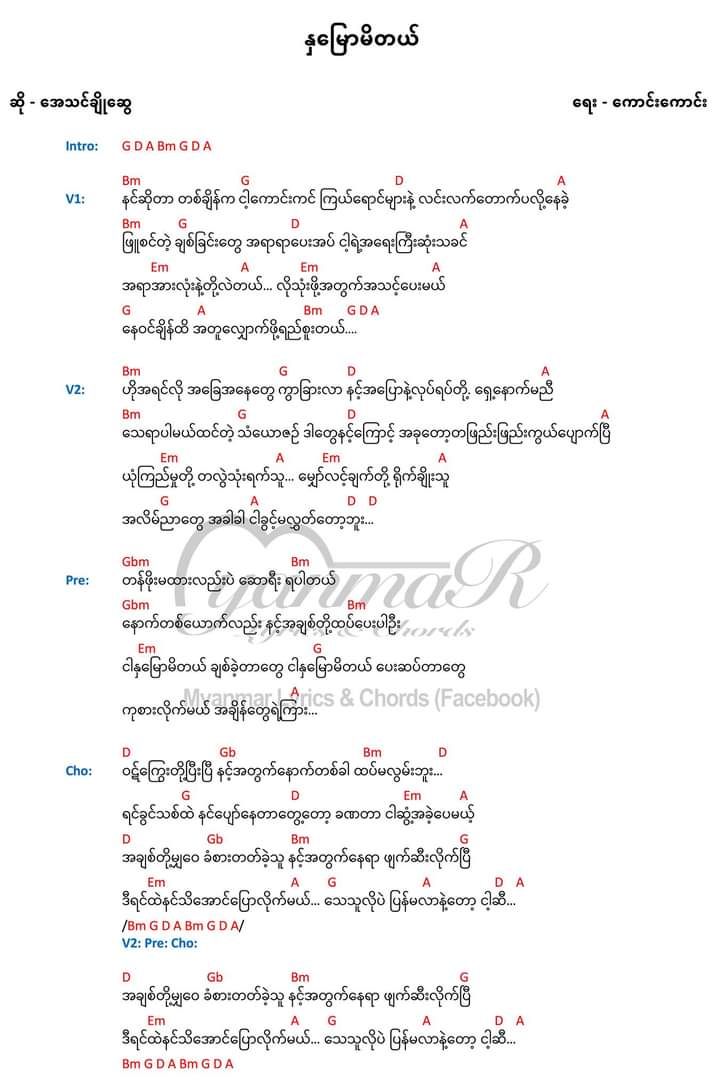 နှမြောမိတယ်
ဆို - အေးသင်ချိုဆွေ ရေး - ကောင်းကောင်း
Intro: G D A Bm G D A
Bm G D A
V1: နင်ဆိုတာ တစ်ချိန်က ငါ့ကောင်းကင် ကြယ်ရောင်များနဲ့ လင်းလက်တောက်ပလို့နေခဲ့
Bm G D A
ဖြူစင်တဲ့ ချစ်ခြင်းတွေ အရာရာပေးအပ် ငါ့ရဲ့အရေးကြီးဆုံးသခင်
Em A Em A
အရာအားလုံးနဲ့တို့လဲတယ်... လိုသုံးဖို့အတွက်အသင့်ပေးမယ်
G A Bm G D A
နေဝင်ချိန်ထိ အတူလျှောက်ဖို့ရည်စူးတယ်....
Bm G D A
V2: ဟိုအရင်လို အခြေအနေတွေ ကွာခြားလာ နင့်အပြောနဲ့လုပ်ရပ်တို့ ရှေ့နောက်မညီ
Bm G D A
သေရာပါမယ်ထင်တဲ့ သံယောဇဉ် ဒါတွေနင့်ကြောင့် အခုတော့တဖြည်းဖြည်းကွယ်ပျောက်ပြီ
Em A Em A
ယုံကြည်မှုတို့ တလွဲသုံးရက်သူ... မျှော်လင့်ချက်တို့ ရိုက်ချိုးသူ
G A D D
အလိမ်ညာတွေ အခါခါ ငါခွင့်မလွှတ်တော့ဘူး...
Gbm Bm
Pre: တန်ဖိုးမထားလည်းပဲ ဆောရီး ရပါတယ်
Gbm Bm
နောက်တစ်ယောက်လည်း နင့်အချစ်တို့ထပ်ပေးပါဦး
Em G
ငါနှမြောမိတယ် ချစ်ခဲ့တာတွေ ငါနှမြောမိတယ် ပေးဆပ်တာတွေ
A
ကုစားလိုက်မယ် အချိန်တွေရဲ့ကြား...
D Gb Bm D
Cho: ဝဋ်ကြွေးတို့ပြီးပြီ နင့်အတွက်နောက်တစ်ခါ ထပ်မလွမ်းဘူး...
G D Em A
ရင်ခွင်သစ်ထဲ နင်ပျော်နေတာတွေ့တော့ ခဏတာ ငါဆွံ့အခဲ့ပေမယ့်
D Gb Bm G
အချစ်တို့မျှဝေ ခံစားတတ်ခဲ့သူ နင့်အတွက်နေရာ ဖျက်ဆီးလိုက်ပြီ
Em A G A D A
ဒီရင်ထဲနင်သိအောင်ပြောလိုက်မယ်... သေသူလိုပဲ ပြန်မလာနဲ့တော့ ငါ့ဆီ...
/Bm G D A Bm G D A/
V2: Pre: Cho:
D Gb Bm G
အချစ်တို့မျှဝေ ခံစားတတ်ခဲ့သူ နင့်အတွက်နေရာ ဖျက်ဆီးလိုက်ပြီ
Em A G A D A
ဒီရင်ထဲနင်သိအောင်ပြောလိုက်မယ်... သေသူလိုပဲ ပြန်မလာနဲ့တော့ ငါ့ဆီ...
Bm G D A Bm G D A
MyanmaR
Lyrics & Chords
Myanmar Lyrics & Chords (Facebook)